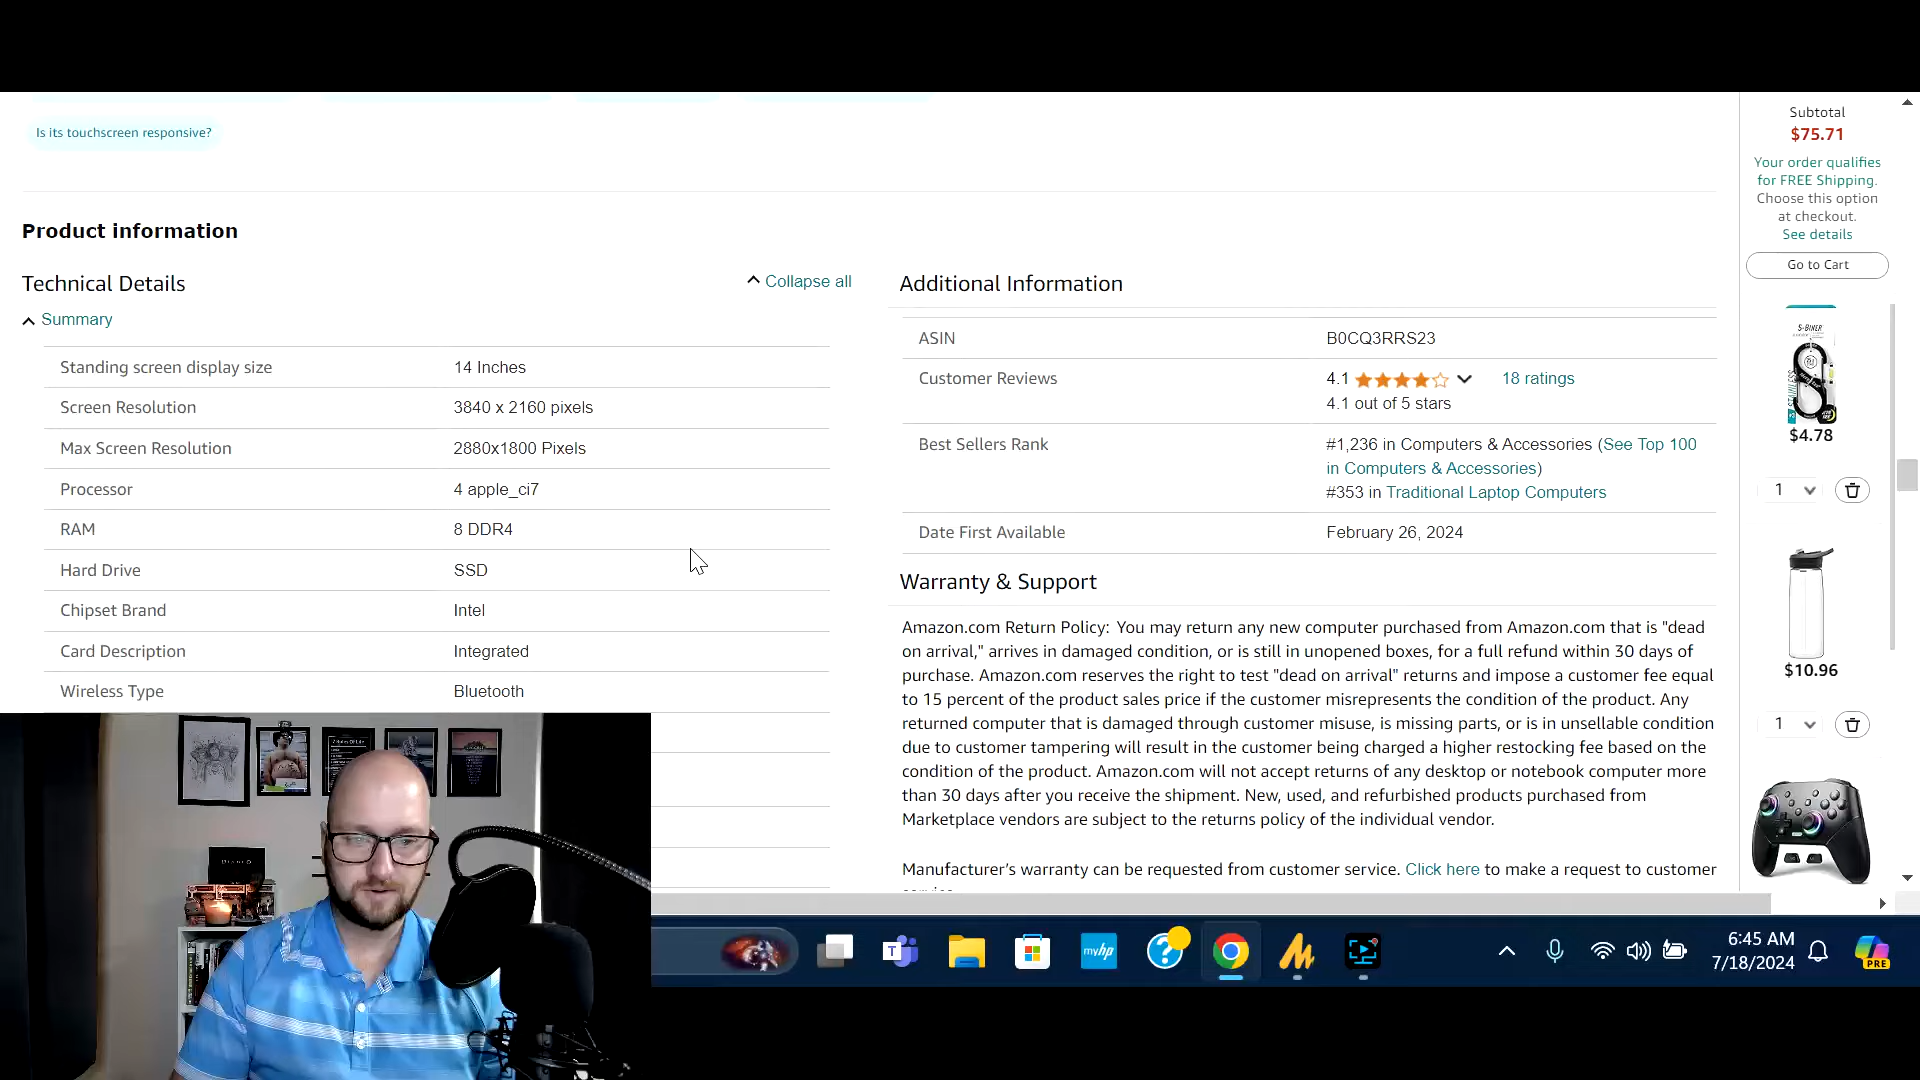 Is its touchscreen responsive?
Product information
Technical Details
Collapse all
Summary
Standing screen display size 14 Inches
Screen Resolution 3840 x 2160 pixels
Max Screen Resolution 2880x1800 Pixels
Processor 4 apple_ci7
RAM 8 DDR4
Hard Drive SSD
Chipset Brand Intel
Card Description Integrated
Wireless Type Bluetooth
Additional Information
ASIN B0CQ3RRS23
Customer Reviews 4.1 18 ratings
4.1 out of 5 stars
Best Sellers Rank #1,236 in Computers & Accessories (See Top 100
in Computers & Accessories)
#353 in Traditional Laptop Computers
Date First Available February 26, 2024
Warranty & Support
Amazon.com Return Policy: You may return any new computer purchased from Amazon.com that is "dead
on arrival," arrives in damaged condition, or is still in unopened boxes, for a full refund within 30 days of
purchase. Amazon.com reserves the right to test "dead on arrival" returns and impose a customer fee equal
to 15 percent of the product sales price if the customer misrepresents the condition of the product. Any
returned computer that is damaged through customer misuse, is missing parts, or is in unsellable condition
due to customer tampering will result in the customer being charged a higher restocking fee based on the
condition of the product. Amazon.com will not accept returns of any desktop or notebook computer more
than 30 days after you receive the shipment. New, used, and refurbished products purchased from
Marketplace vendors are subject to the returns policy of the individual vendor.
Manufacturer’s warranty can be requested from customer service. Click here to make a request to customer
Subtotal
$75.71
Your order qualifies
for FREE Shipping.
Choose this option
at checkout.
See details
Go to Cart
S-BINER
$4.78
1
$10.96
1
DIABLO
myhp
6:45 AM
7/18/2024
PRE